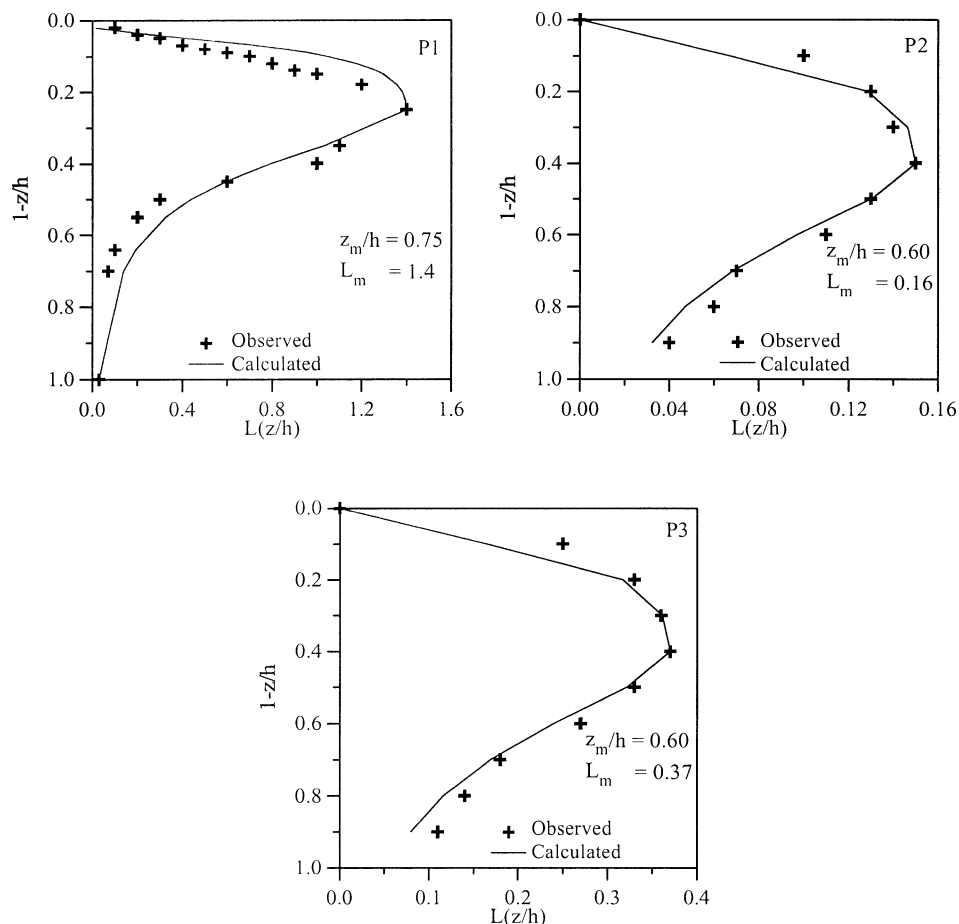 P1
0.0
0.2
0.4
0.6
0.8
1.0
1-z/h
z_m/h = 0.75
L_m = 1.4
Observed
Calculated
0.0 0.4 0.8 1.2 1.6
L(z/h)
P2
0.0
0.2
0.4
0.6
0.8
1.0
1-z/h
z_m/h = 0.60
L_m = 0.16
Observed
Calculated
0.00 0.04 0.08 0.12 0.16
L(z/h)
P3
0.0
0.2
0.4
0.6
0.8
1.0
1-z/h
z_m/h = 0.60
L_m = 0.37
Observed
Calculated
0.0 0.1 0.2 0.3 0.4
L(z/h)